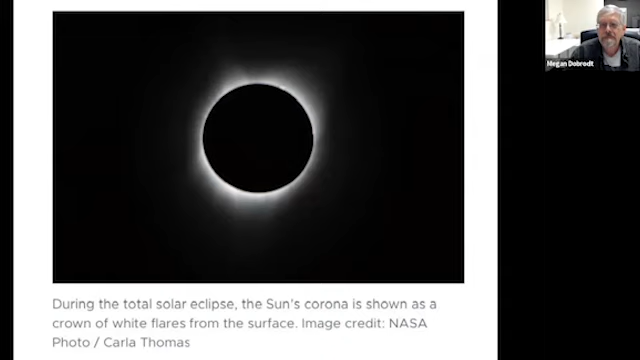 Megan Dobrodt
During the total solar eclipse, the Sun's corona is shown as a
crown of white flares from the surface. Image credit: NASA
Photo / Carla Thomas